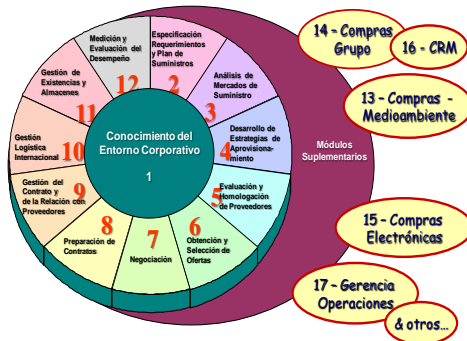 Conocimiento del
Entorno Corporativo
1
Especificación
Requerimientos
y Plan de
Suministros
2
Análisis de
Mercados de
Suministro
3
Desarrollo de
Estrategias de
Aprovisiona-
miento
4
Evaluación y
Homologación
de Proveedores
5
Obtención y
Selección de
Ofertas
6
Negociación
7
Preparación de
Contratos
8
Gestión del
Contrato y
de la Relación con
Proveedores
9
Gestión
Logística
Internacional
10
Gestión de
Existencias y
Almacenes
11
Medición y
Evaluación del
Desempeño
12
Módulos
Suplementarios
14 - Compras
Grupo
16 - CRM
13 - Compras -
Medioambiente
15 - Compras
Electrónicas
17 - Gerencia
Operaciones
& otros...